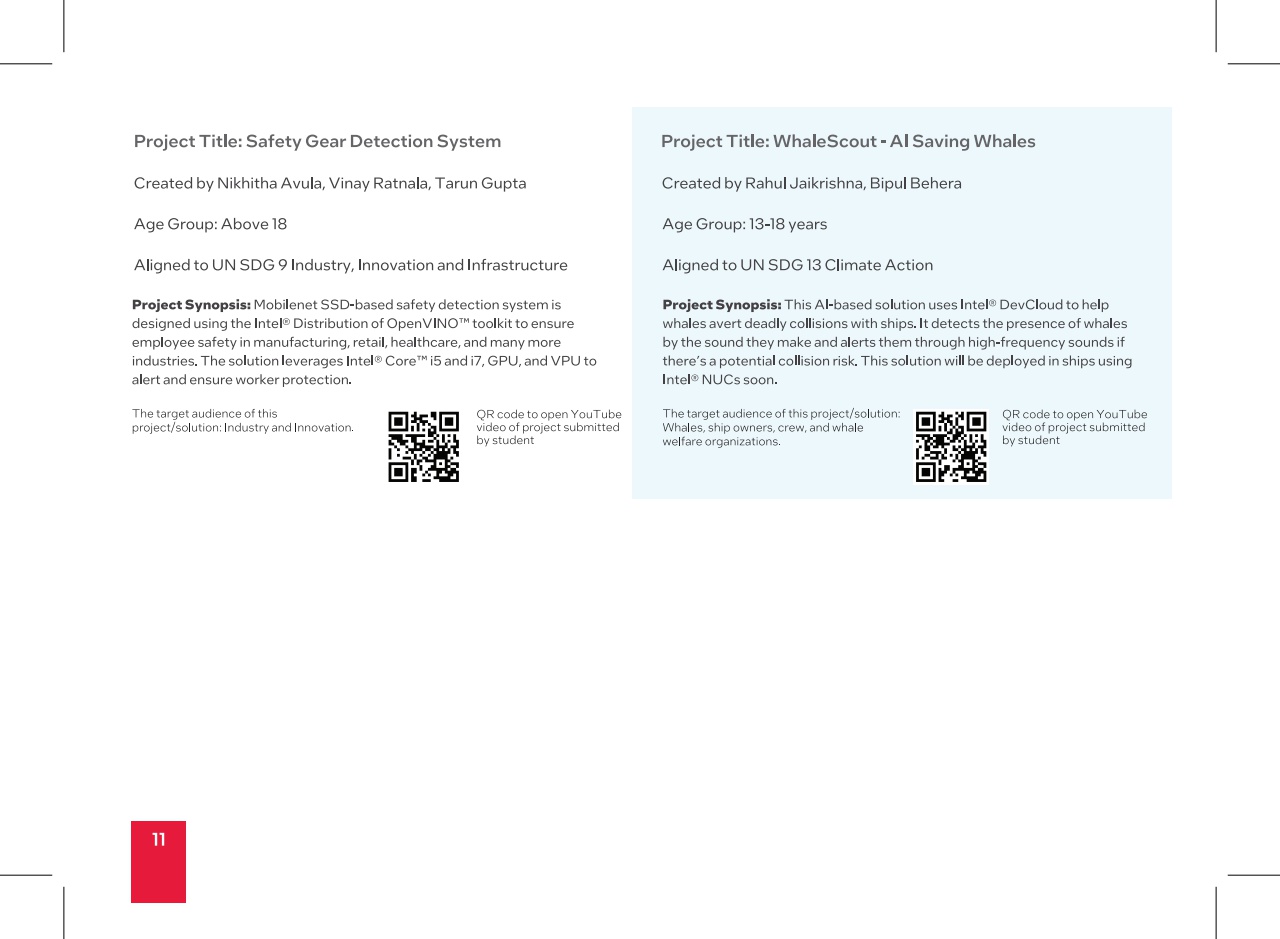 Project Title: Safety Gear Detection System
Created by Nikhitha Avula, Vinay Ratnala, Tarun Gupta
Age Group: Above 18
Aligned to UN SDG 9 Industry, Innovation and Infrastructure
Project Synopsis: Mobilenet SSD-based safety detection system is
designed using the Intel® Distribution of OpenVINO™ toolkit to ensure
employee safety in manufacturing, retail, healthcare, and many more
industries. The solution leverages Intel® Core™ i5 and i7, GPU, and VPU to
alert and ensure worker protection.
The target audience of this
project/solution: Industry and Innovation.
QR code to open YouTube
video of project submitted
by student
Project Title: WhaleScout - AI Saving Whales
Created by Rahul Jaikrishna, Bipul Behera
Age Group: 13-18 years
Aligned to UN SDG 13 Climate Action
Project Synopsis: This AI-based solution uses Intel® DevCloud to help
whales avert deadly collisions with ships. It detects the presence of whales
by the sound they make and alerts them through high-frequency sounds if
there's a potential collision risk. This solution will be deployed in ships using
Intel® NUCs soon.
The target audience of this project/solution:
Whales, ship owners, crew, and whale
welfare organizations.
QR code to open YouTube
video of project submitted
by student
11